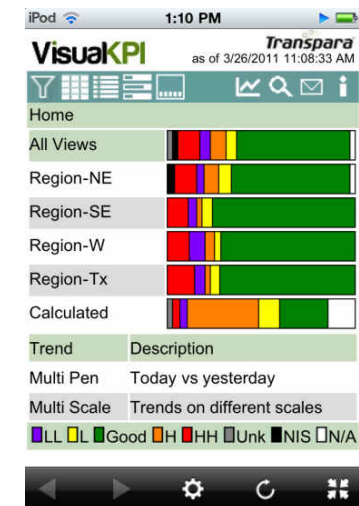 iPod 1:10 PM
VisualKPI Transpara
as of 3/26/2011 11:08:33 AM
Home
All Views
Region-NE
Region-SE
Region-W
Region-Tx
Calculated
Trend Description
Multi Pen Today vs yesterday
Multi Scale Trends on different scales
LL L Good H HH Unk NIS N/A